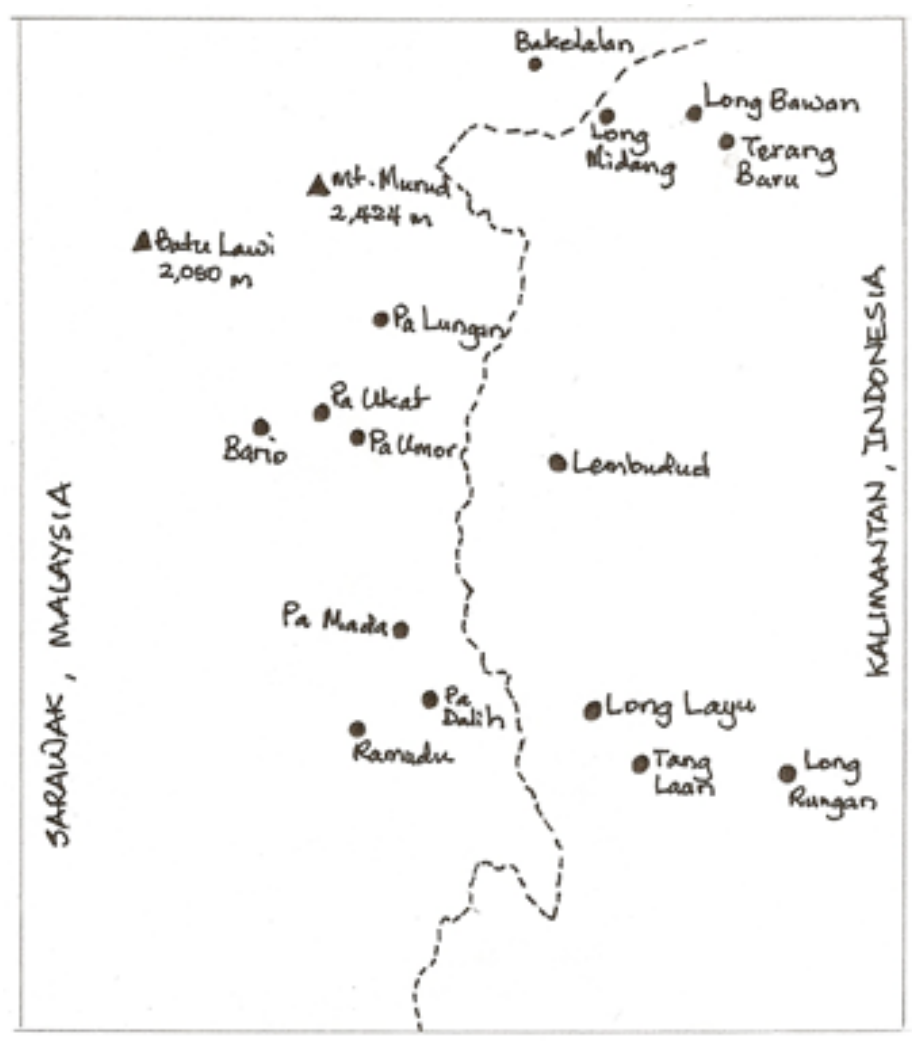 Bakelalan
Long Bawan
Long
Midang
Terang
Baru
Mt. Murud
2,424 m
Batu Lawi
2,050 m
Pa Lungan
Pa Ukat
Bario
Pa Umor
Lembudud
KALIMANTAN, INDONESIA
SARAWAK, MALAYSIA
Pa Mada
Pa
Dalih
Ramadu
Long Layu
Tang
Laan
Long
Rungan